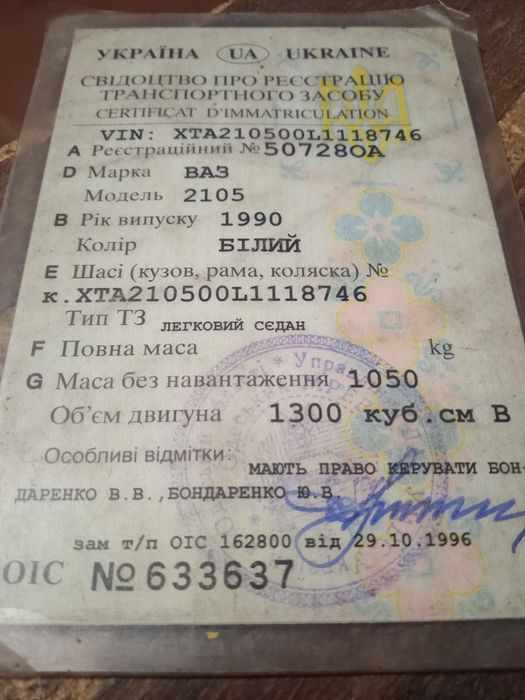 УКРАЇНА UA UKRAINE
СВІДОЦТВО ПРО РЕЄСТРАЦІЮ
ТРАНСПОРТНОГО ЗАСОБУ
CERTIFICAT D'IMMATRICULATION
VIN: XTA210500L1118746
A Реєстраційний № 50728ОА
D Марка ВАЗ
Модель 2105
B Рік випуску 1990
Колір БІЛИЙ
E Шасі (кузов, рама, коляска) №
к.XTA210500L1118746
Тип ТЗ ЛЕГКОВИЙ СЄДАН
F Повна маса kg
G Маса без навантаження 1050
Об'єм двигуна 1300 куб.см В
Особливі відмітки:
МАЮТЬ ПРАВО КЕРУВАТИ БОН-
ДАРЕНКО В.В.,БОНДАРЕНКО Ю.В.
зам т/п ОІС 162800 від 29.10.1996
ОІС №633637